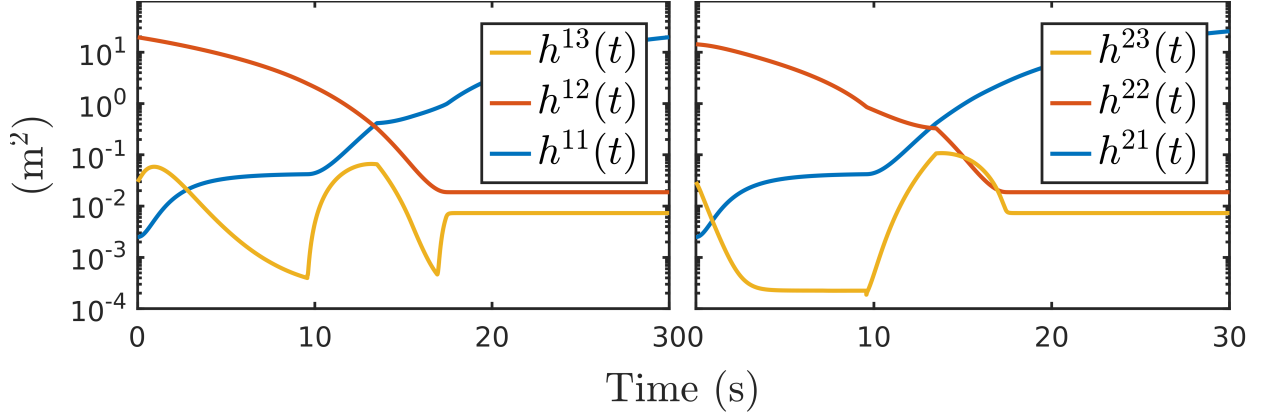 (m²)
10¹
10⁰
10⁻¹
10⁻²
10⁻³
10⁻⁴
h¹³(t)
h¹²(t)
h¹¹(t)
h²³(t)
h²²(t)
h²¹(t)
0 10 20 30 0 10 20 30
Time (s)